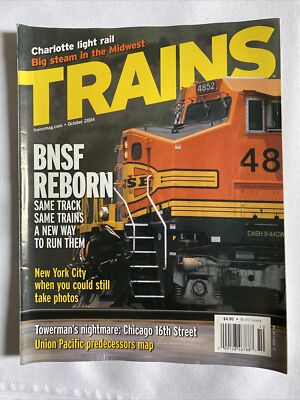 Charlotte light rail
Big steam in the Midwest
TRAINS
trainsmag.com • October 2004
4852
BNSF
REBORN
SAME TRACK
SAME TRAINS
A NEW WAY
TO RUN THEM
48
DASH 9-44CW
New York City
when you could still
take photos
Towerman's nightmare: Chicago 16th Street
Union Pacific predecessors map
$4.95
10